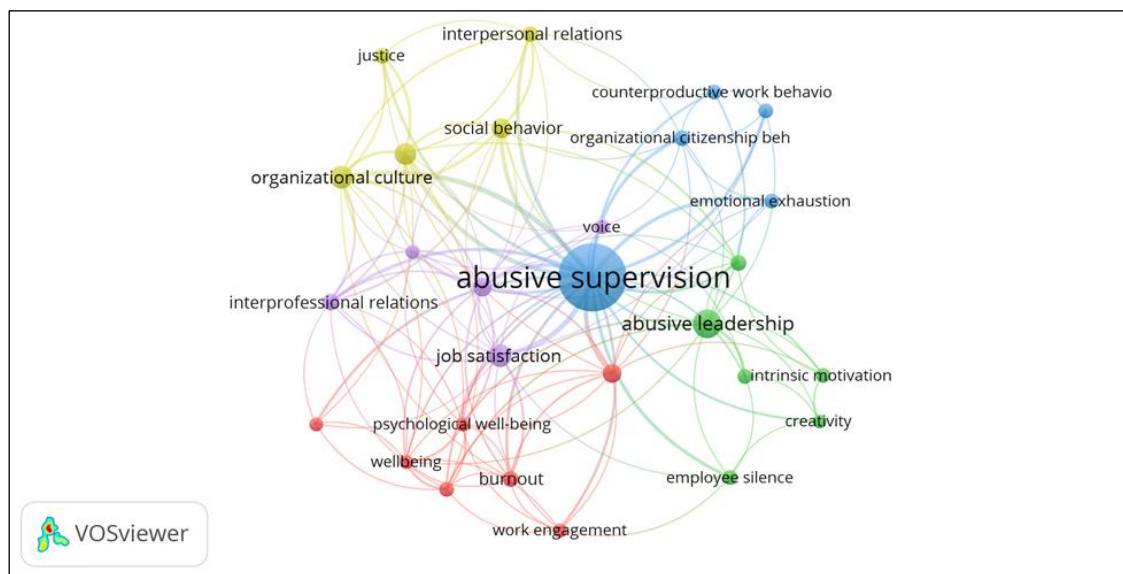 interpersonal relations
justice
counterproductive work behavio
social behavior
organizational citizenship beh
organizational culture
emotional exhaustion
voice
abusive supervision
interprofessional relations
abusive leadership
job satisfaction
intrinsic motivation
psychological well-being
creativity
wellbeing
burnout
employee silence
work engagement
VOSviewer